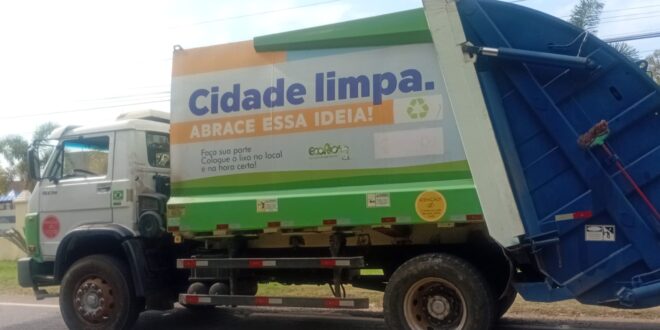 Cidade limpa.
ABRACE ESSA IDEIA!
Faça sua parte
Coloque o lixo no local
e na hora certa!